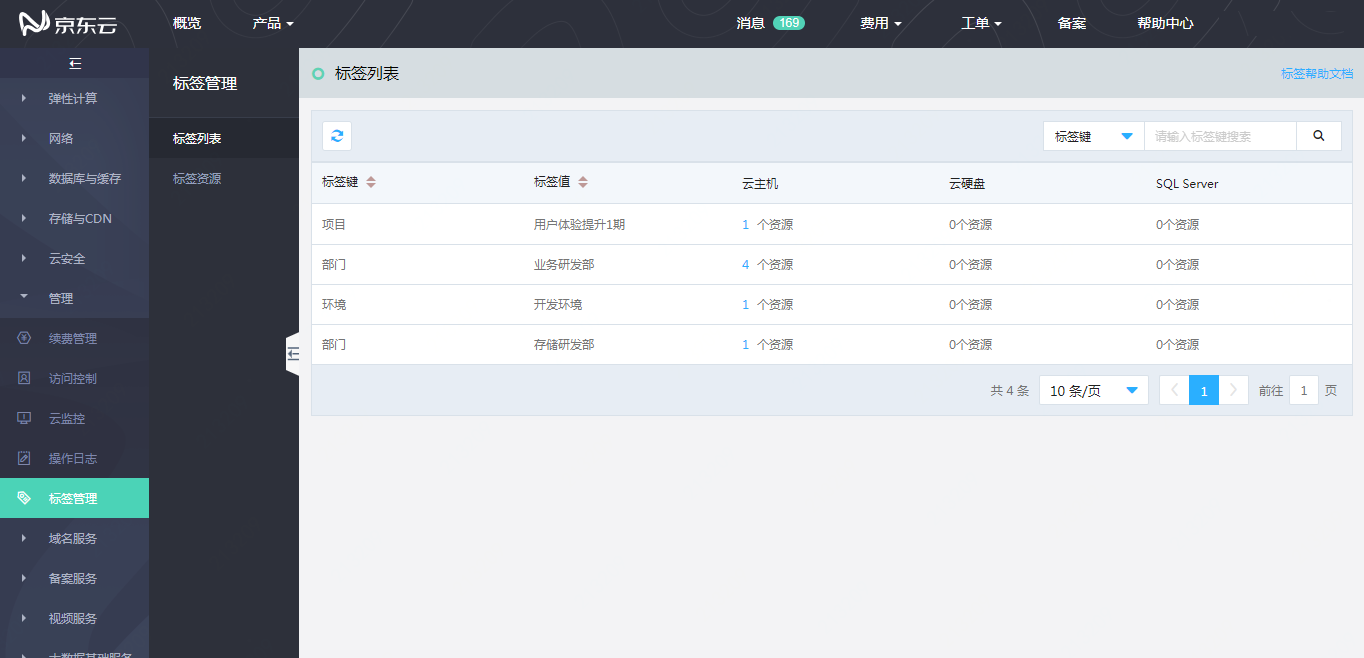 京东云 概览 产品 消息 169 费用 工单 备案 帮助中心
弹性计算
网络
数据库与缓存
存储与CDN
云安全
管理
续费管理
访问控制
云监控
操作日志
标签管理
域名服务
备案服务
视频服务
大数据基础服务
标签管理
标签列表
标签资源
标签列表 标签帮助文档
标签键 请输入标签键搜索
标签键 标签值 云主机 云硬盘 SQL Server
项目 用户体验提升1期 1 个资源 0个资源 0个资源
部门 业务研发部 4 个资源 0个资源 0个资源
环境 开发环境 1 个资源 0个资源 0个资源
部门 存储研发部 1 个资源 0个资源 0个资源
共 4 条 10 条/页 1 前往 1 页